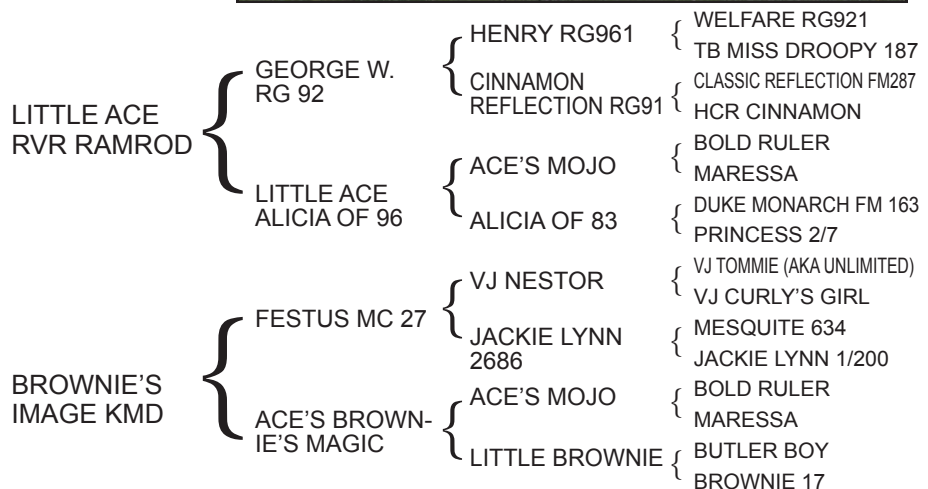 LITTLE ACE
RVR RAMROD
GEORGE W.
RG 92
HENRY RG961
WELFARE RG921
TB MISS DROOPY 187
CINNAMON
REFLECTION RG91
CLASSIC REFLECTION FM287
HCR CINNAMON
LITTLE ACE
ALICIA OF 96
ACE'S MOJO
BOLD RULER
MARESSA
ALICIA OF 83
DUKE MONARCH FM 163
PRINCESS 2/7
BROWNIE'S
IMAGE KMD
FESTUS MC 27
VJ NESTOR
VJ TOMMIE (AKA UNLIMITED)
VJ CURLY'S GIRL
JACKIE LYNN
2686
MESQUITE 634
JACKIE LYNN 1/200
ACE'S BROWN-
IE'S MAGIC
ACE'S MOJO
BOLD RULER
MARESSA
LITTLE BROWNIE
BUTLER BOY
BROWNIE 17